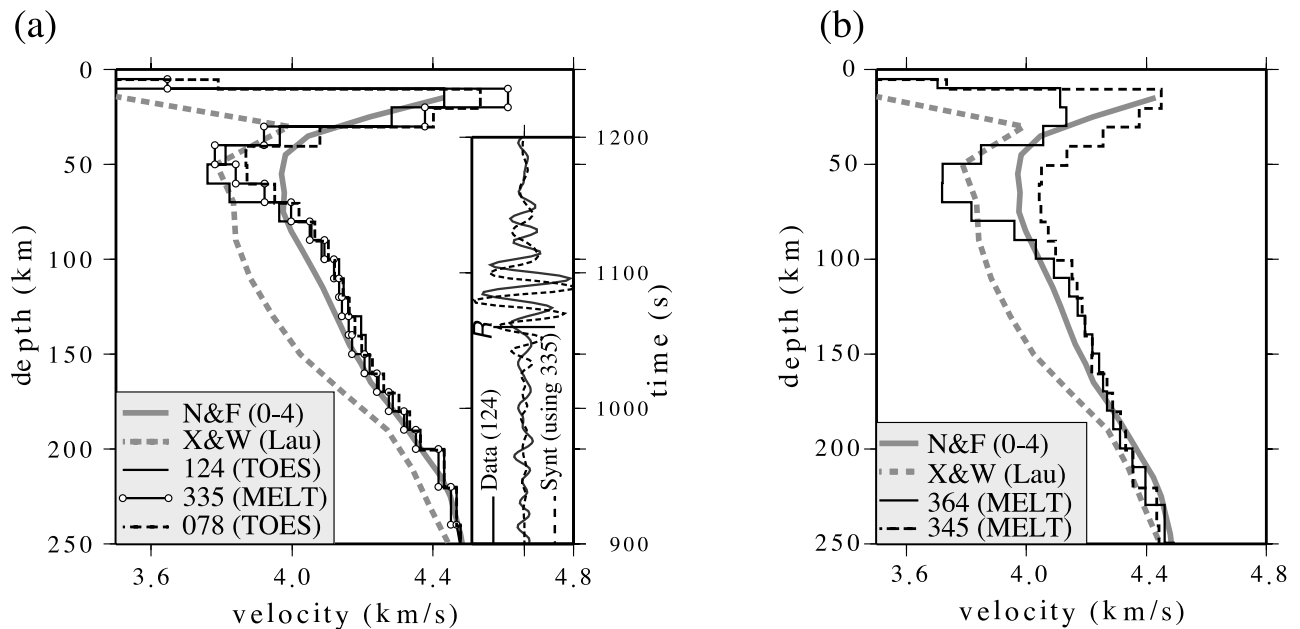 (a)
0
50
100
150
200
250
depth (km)
3.6
4.0
4.4
4.8
velocity (km/s)
1200
1100
1000
900
time (s)
R
Data (124)
Synt (using 335)
N&F (0-4)
X&W (Lau)
124 (TOES)
335 (MELT)
078 (TOES)
(b)
0
50
100
150
200
250
depth (km)
3.6
4.0
4.4
4.8
velocity (km/s)
N&F (0-4)
X&W (Lau)
364 (MELT)
345 (MELT)